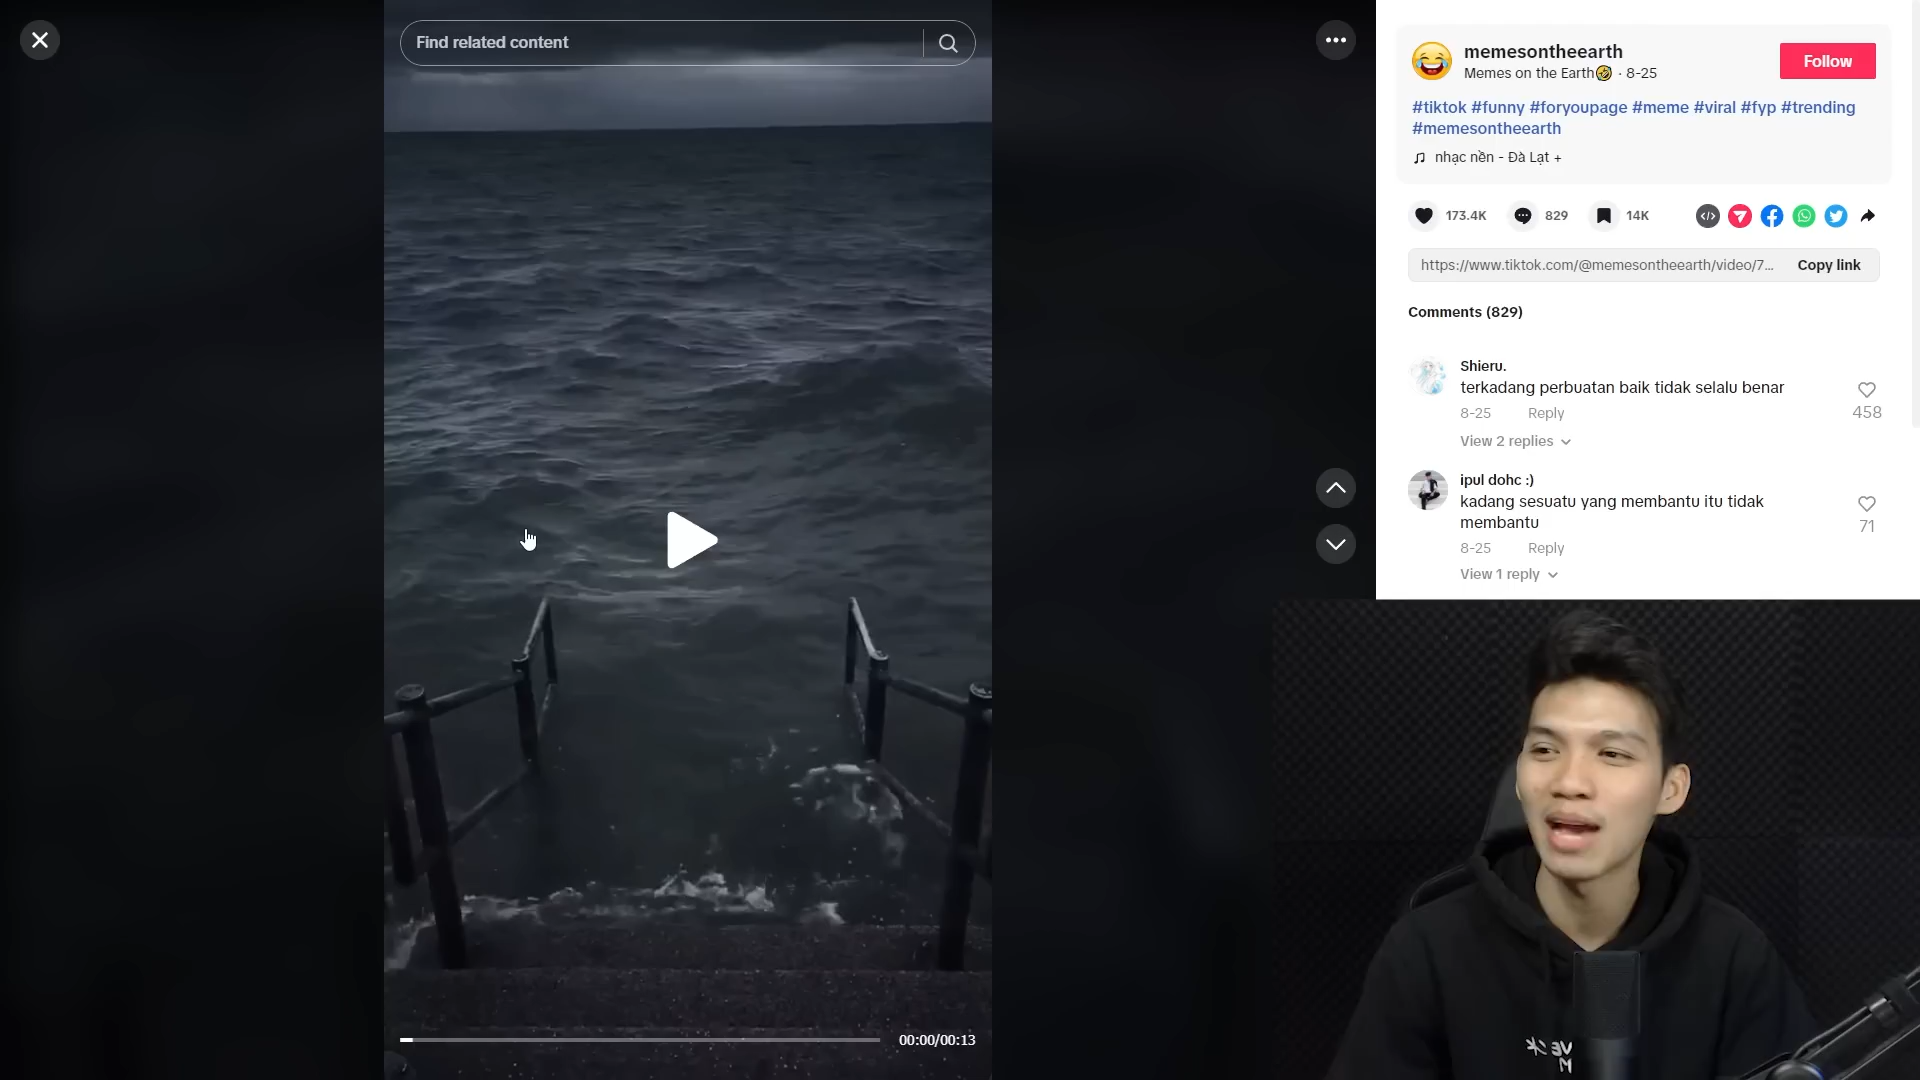 Find related content
memesontheearth
Memes on the Earth🤣 · 8-25
Follow
#tiktok #funny #foryoupage #meme #viral #fyp #trending
#memesontheearth
nhạc nền - Đà Lạt +
173.4K
829
14K
https://www.tiktok.com/@memesontheearth/video/7...
Copy link
Comments (829)
Shieru.
terkadang perbuatan baik tidak selalu benar
458
8-25 Reply
View 2 replies
ipul dohc :)
kadang sesuatu yang membantu itu tidak
membantu
71
8-25 Reply
View 1 reply
00:00/00:13